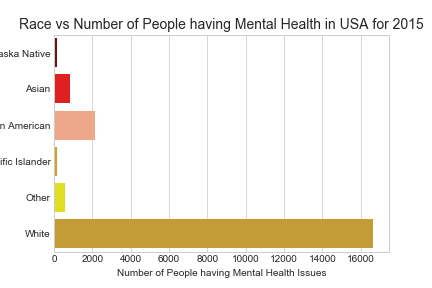 Race vs Number of People having Mental Health in USA for 2015
aska Native
Asian
n American
ific Islander
Other
White
0 2000 4000 6000 8000 10000 12000 14000 16000
Number of People having Mental Health Issues